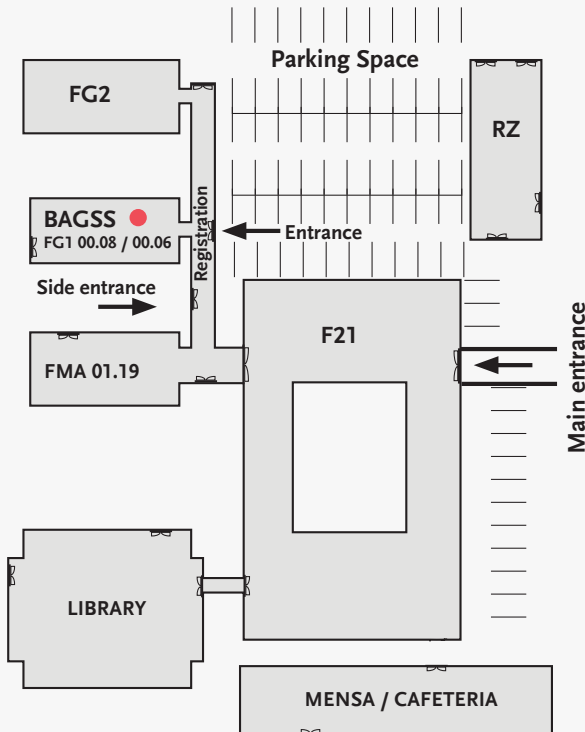 Parking Space
FG2
RZ
BAGSS
FG1 00.08 / 00.06
Registration
Entrance
Side entrance
F21
FMA 01.19
Main entrance
LIBRARY
MENSA / CAFETERIA